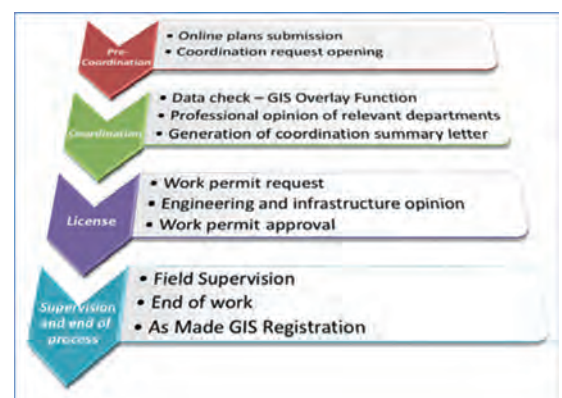 Pre-
Coordination
• Online plans submission
• Coordination request opening
Coordination
• Data check – GIS Overlay Function
• Professional opinion of relevant departments
• Generation of coordination summary letter
License
• Work permit request
• Engineering and infrastructure opinion
• Work permit approval
Supervision
and end of
process
• Field Supervision
• End of work
• As Made GIS Registration